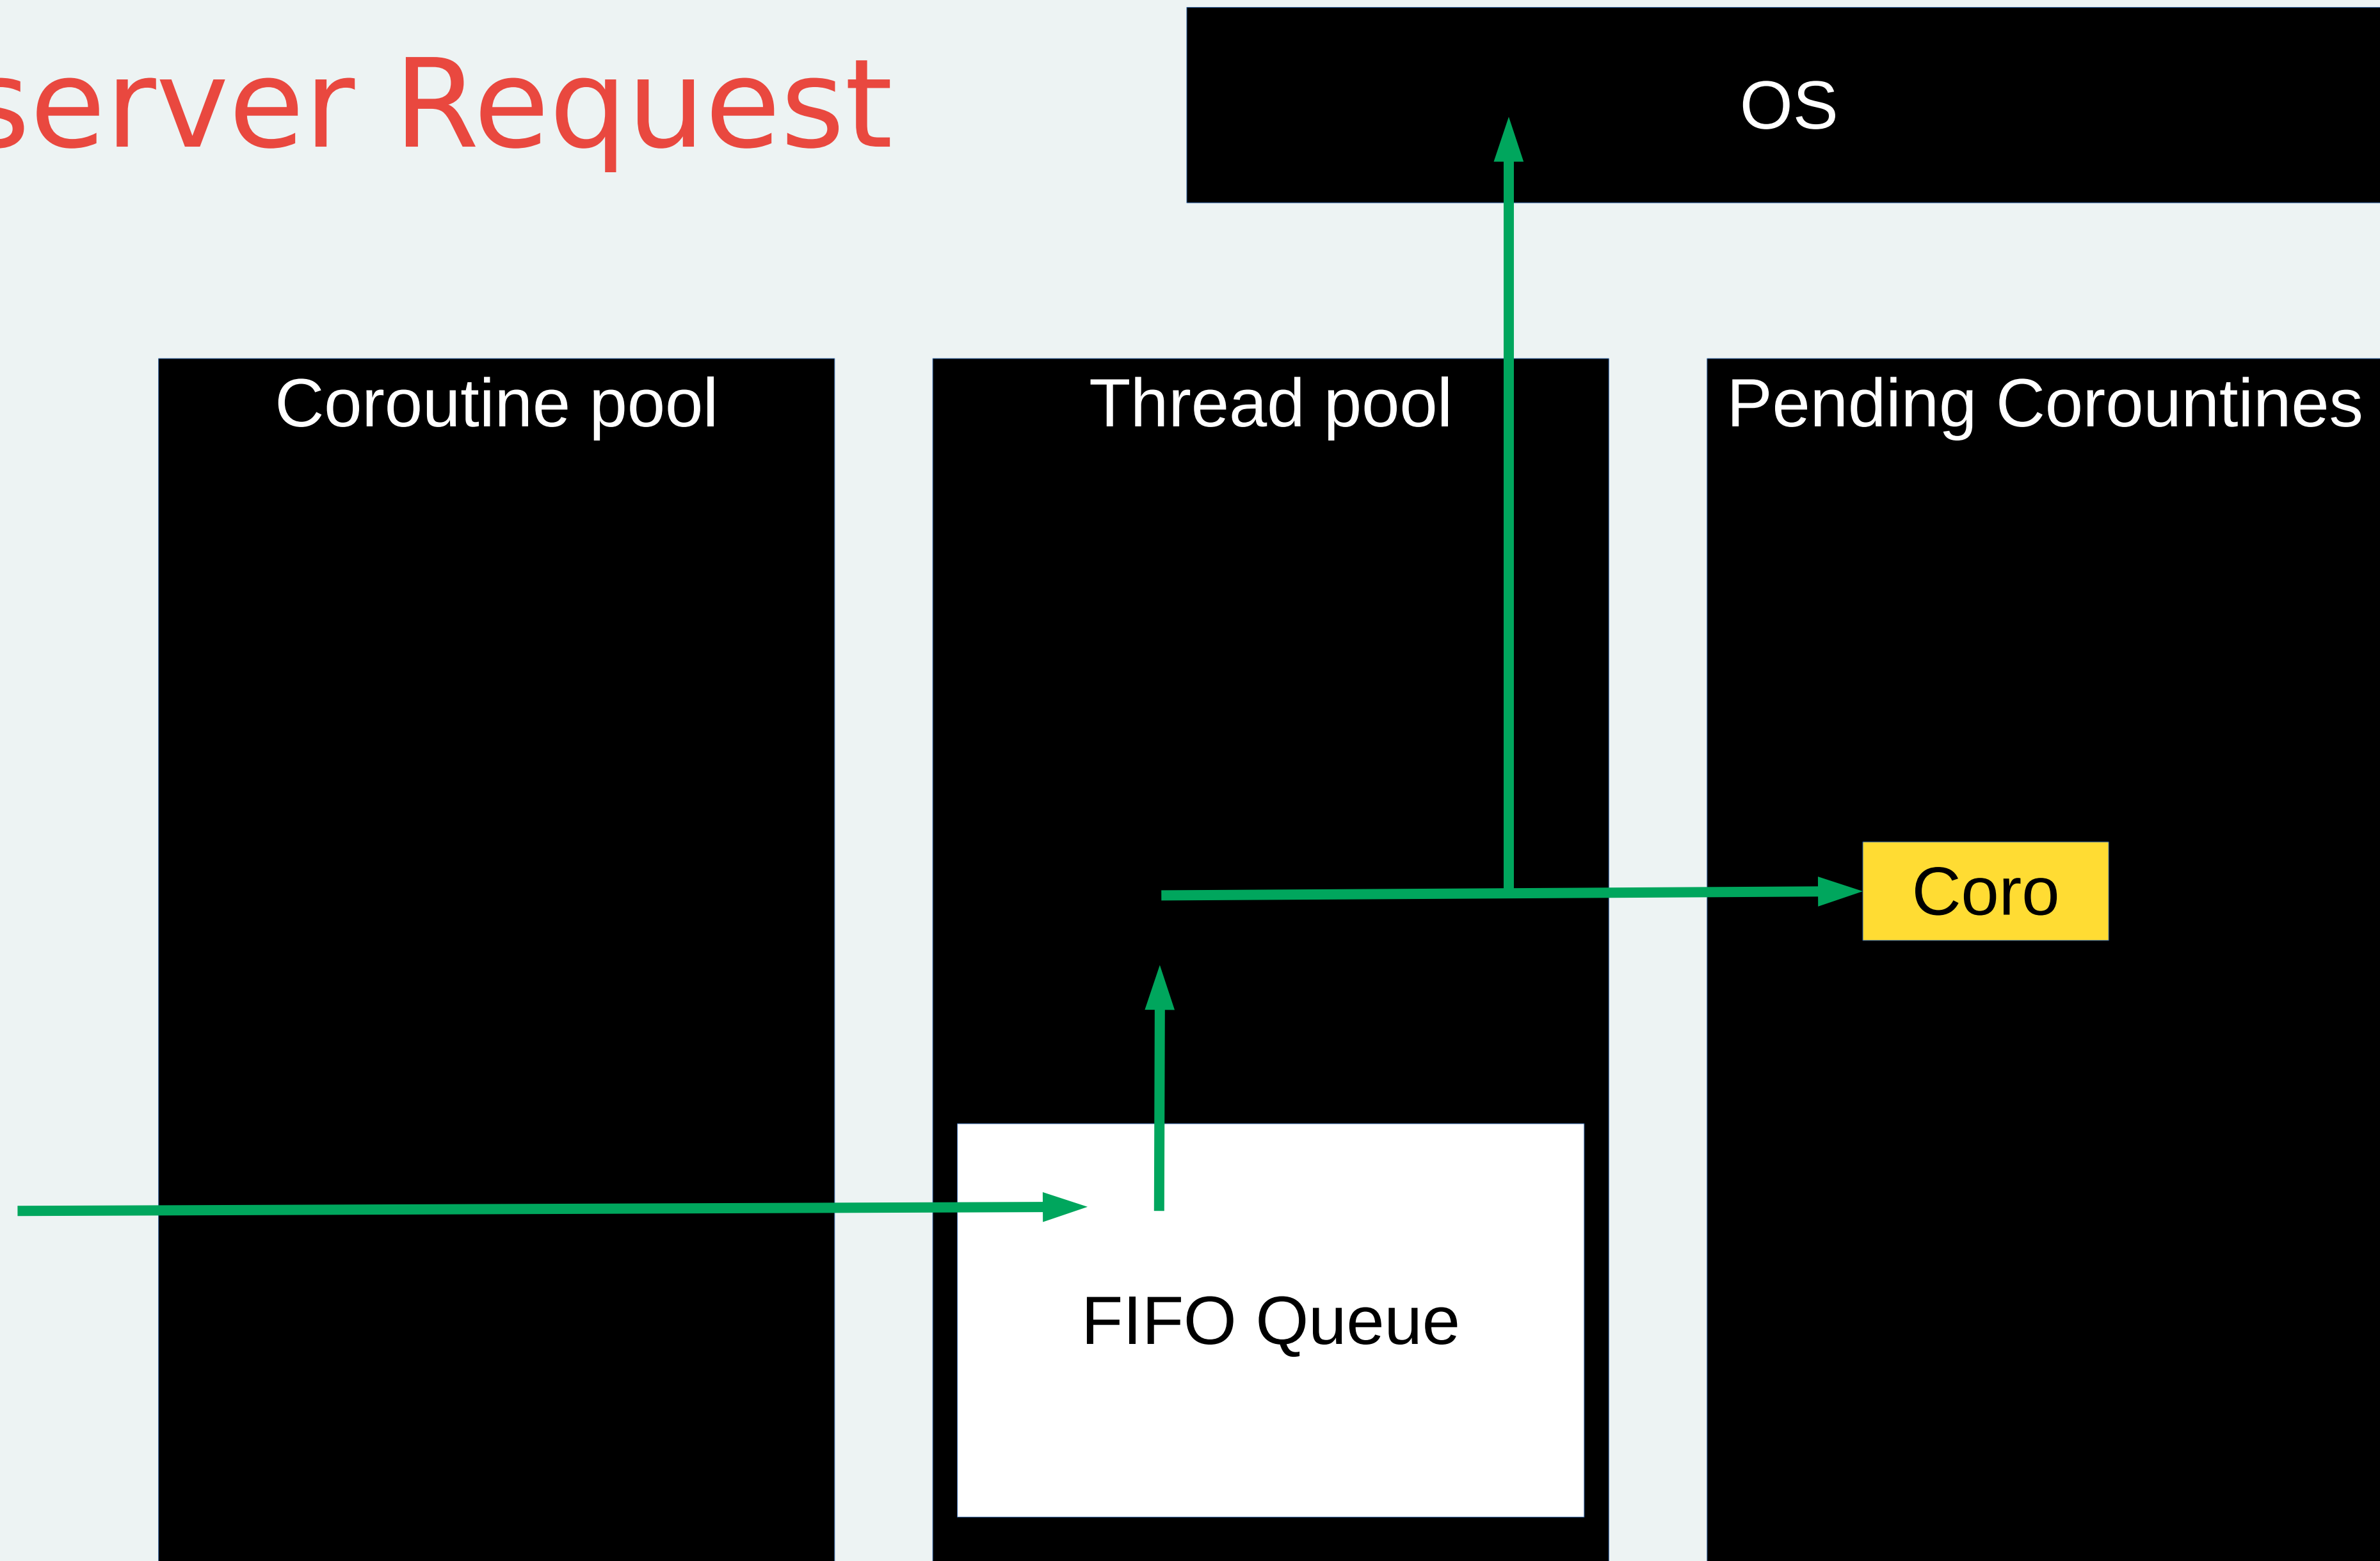 server Request
OS
Coroutine pool
Thread pool
Pending Corountines
Coro
FIFO Queue